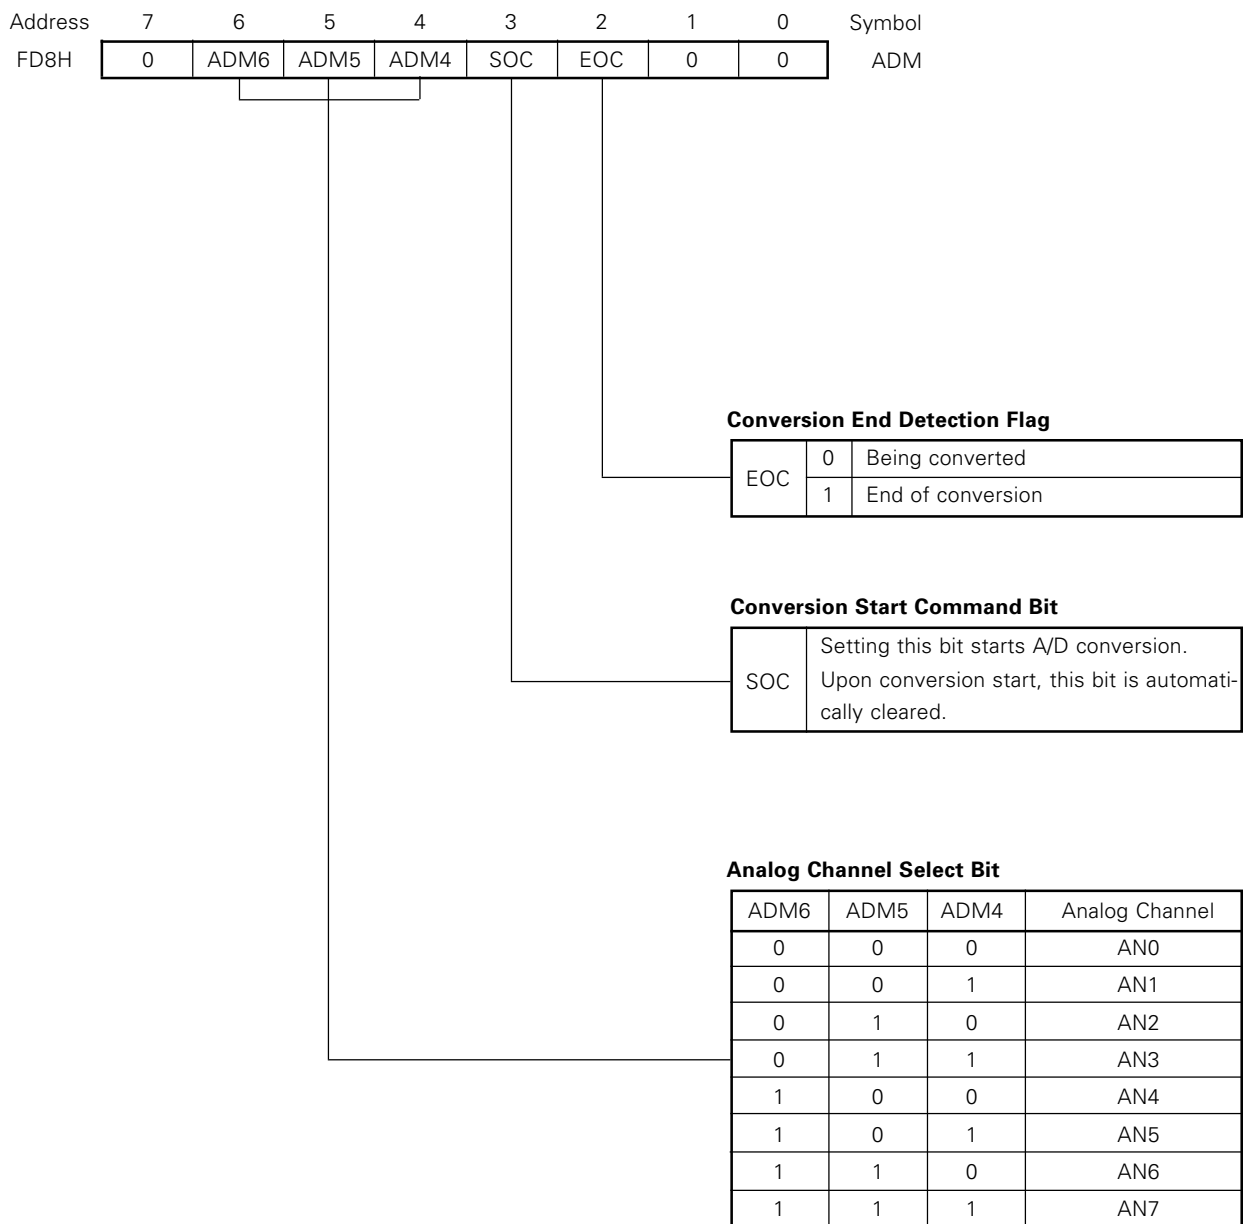 Address 7 6 5 4 3 2 1 0 Symbol
FD8H 0 ADM6 ADM5 ADM4 SOC EOC 0 0 ADM
Conversion End Detection Flag
EOC 0 Being converted
1 End of conversion
Conversion Start Command Bit
SOC Setting this bit starts A/D conversion.
Upon conversion start, this bit is automati-
cally cleared.
Analog Channel Select Bit
ADM6 ADM5 ADM4 Analog Channel
0 0 0 AN0
0 0 1 AN1
0 1 0 AN2
0 1 1 AN3
1 0 0 AN4
1 0 1 AN5
1 1 0 AN6
1 1 1 AN7